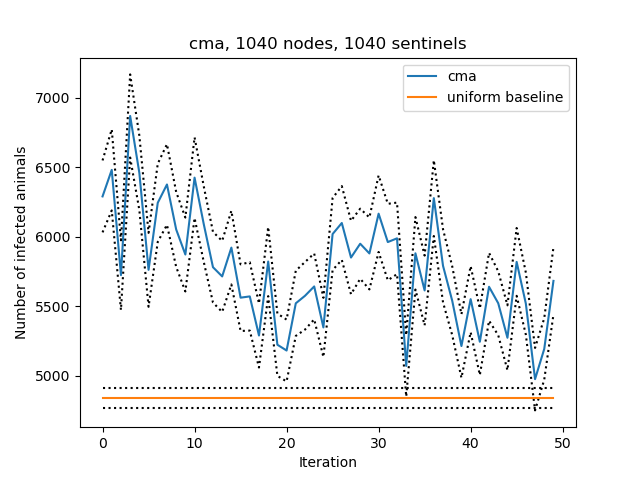 cma, 1040 nodes, 1040 sentinels
cma
uniform baseline
Number of infected animals
7000
6500
6000
5500
5000
0 10 20 30 40 50
Iteration